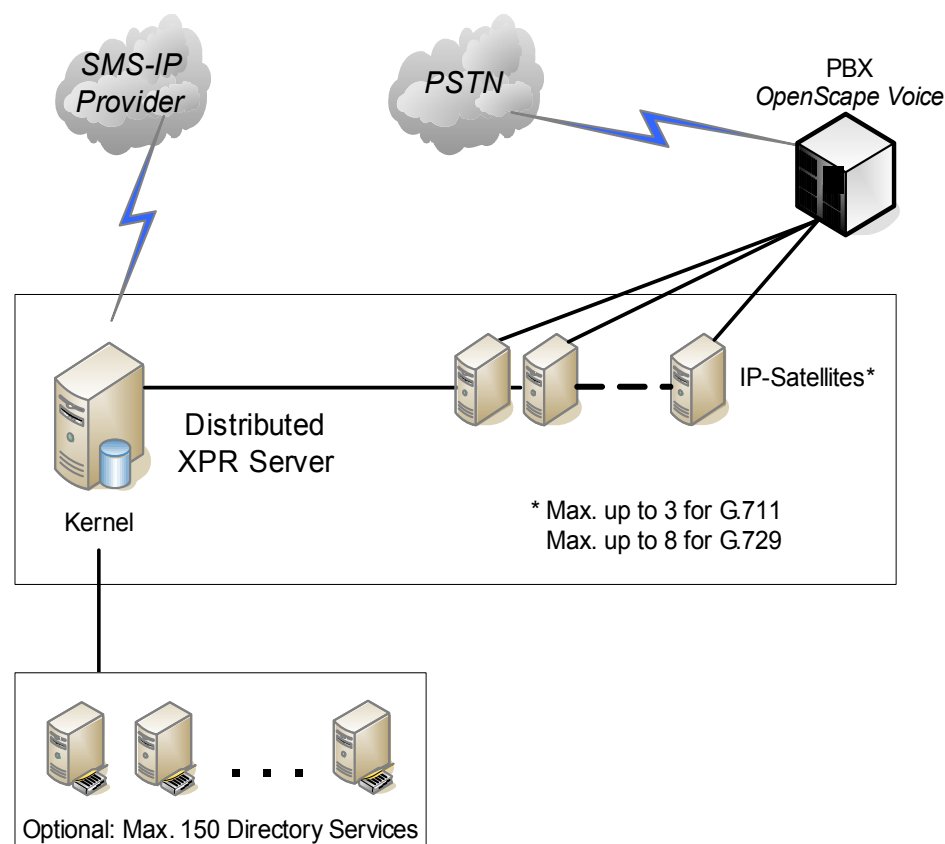 SMS-IP
Provider
PSTN
PBX
OpenScape Voice
IP-Satellites*
Distributed
XPR Server
Kernel
* Max. up to 3 for G.711
Max. up to 8 for G.729
. . .
Optional: Max. 150 Directory Services